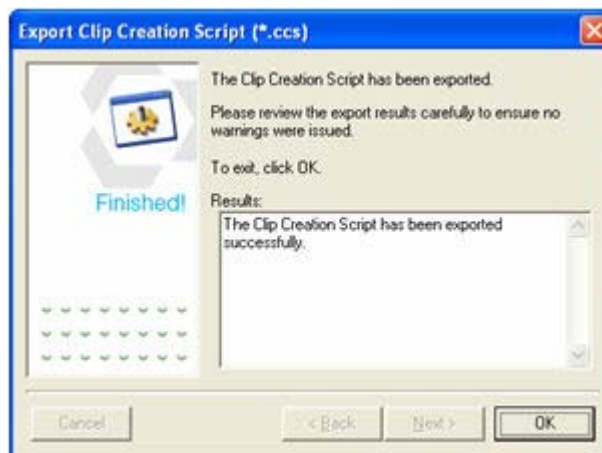 Export Clip Creation Script (*.ccs)
The Clip Creation Script has been exported.
Please review the export results carefully to ensure no
warnings were issued.
To exit, click OK.
Finished!
Results:
The Clip Creation Script has been exported
successfully.
Cancel
< Back
Next >
OK